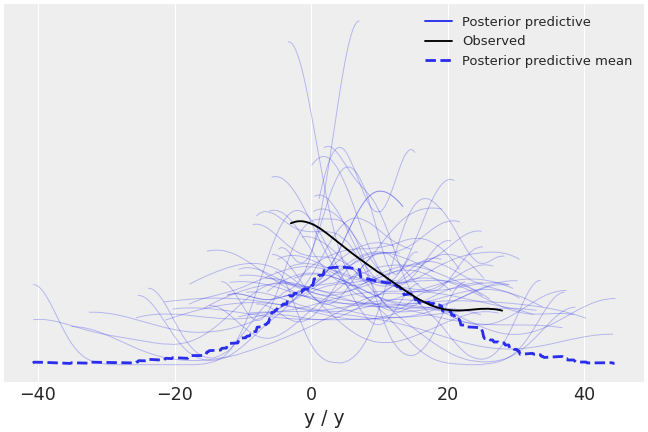 Posterior predictive
Observed
Posterior predictive mean
−40 −20 0 20 40
y / y